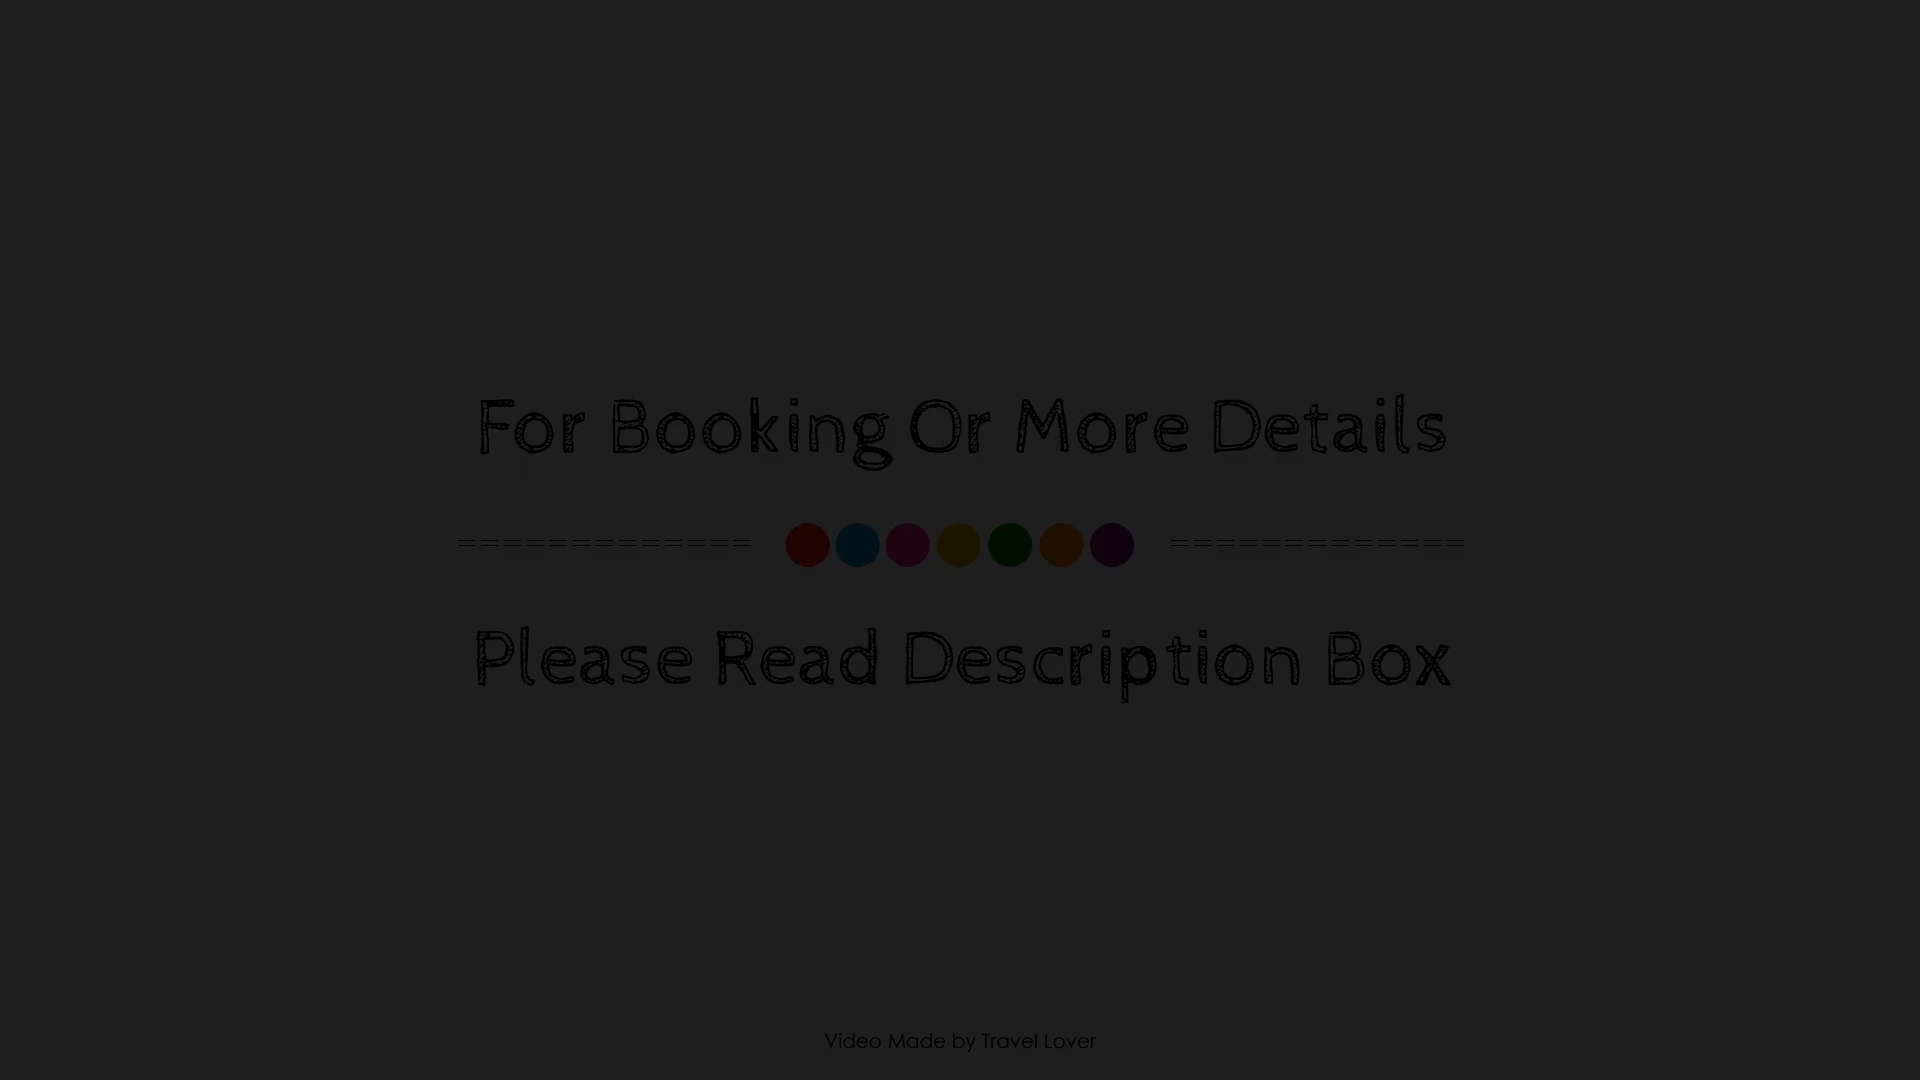 For Booking Or More Details
============= =============
Please Read Description Box
Video Made by Travel Lover